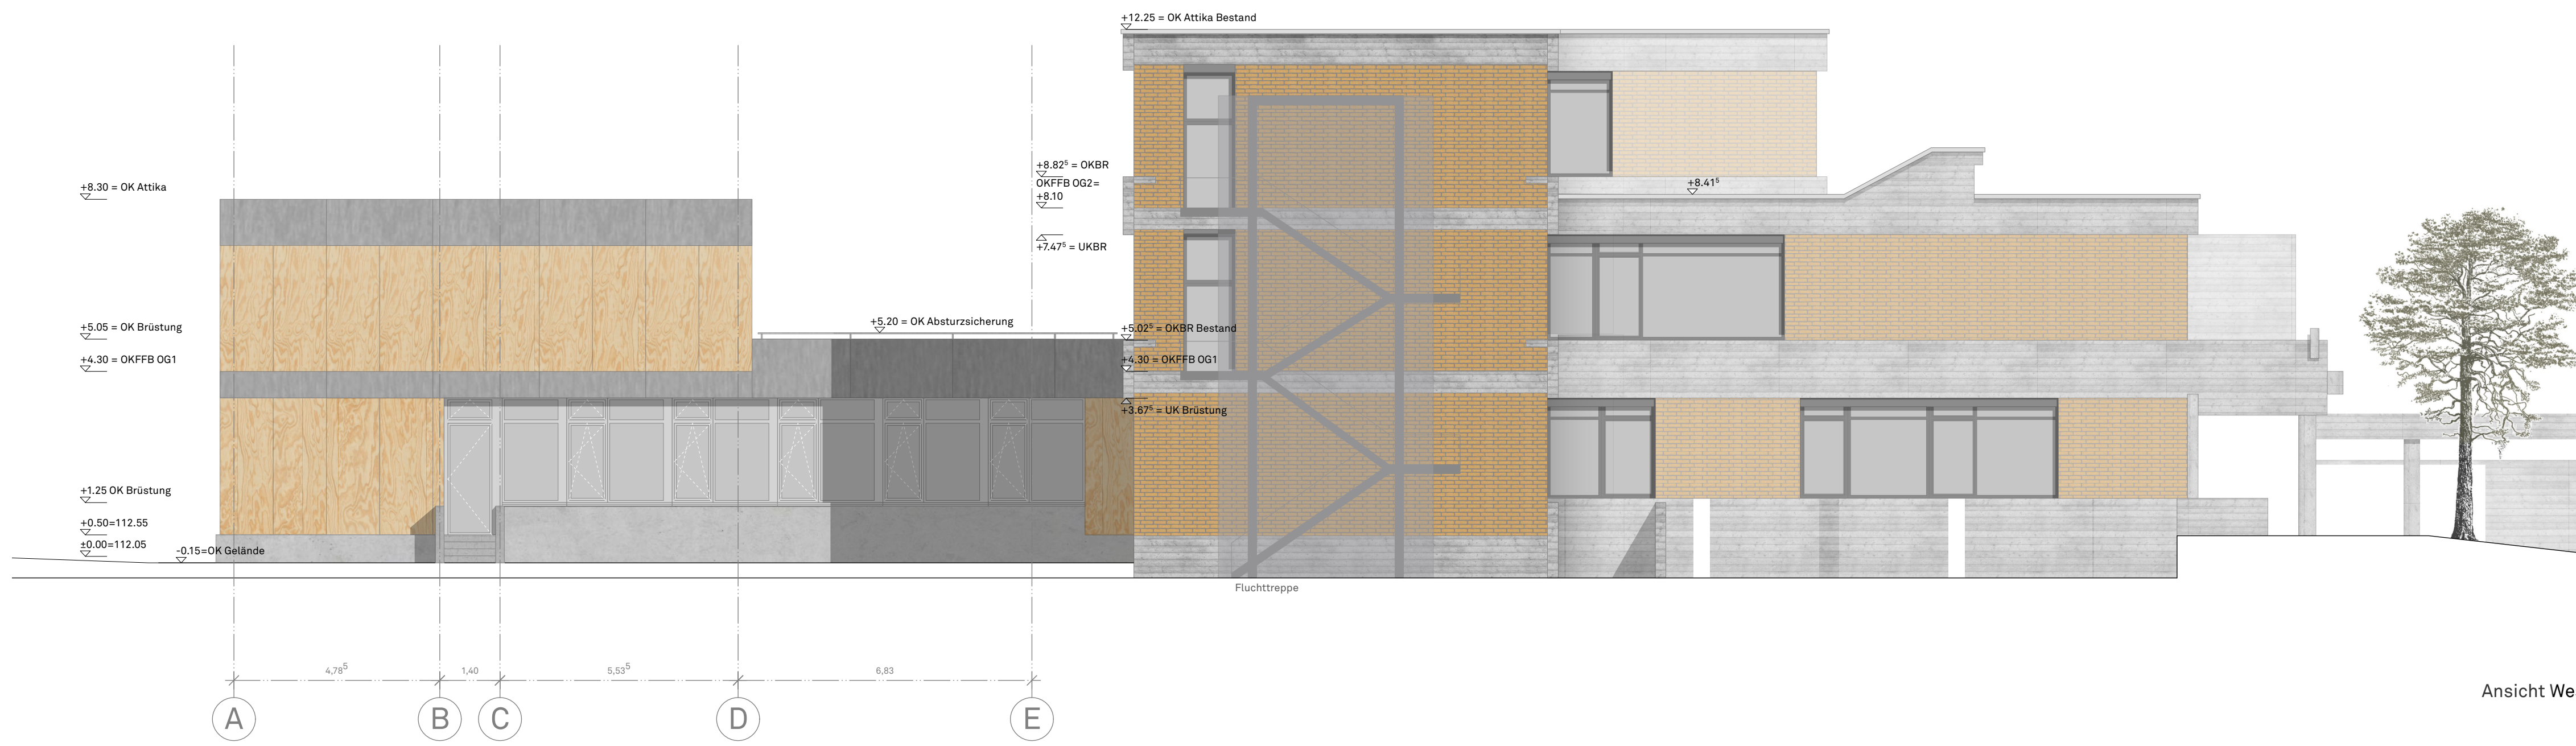 +12.25 = OK Attika Bestand
+8.82⁵ = OKBR
OKFFB OG2=
+8.10
+7.47⁵ = UKBR
+8.41⁵
+8.30 = OK Attika
+5.20 = OK Absturzsicherung
+5.05 = OK Brüstung
+5.02⁵ = OKBR Bestand
+4.30 = OKFFB OG1
+4.30 = OKFFB OG1
+3.67⁵ = UK Brüstung
+1.25 OK Brüstung
+0.50=112.55
±0.00=112.05
-0.15=OK Gelände
Fluchttreppe
4,78⁵
1,40
5,53⁵
6,83
Ansicht We
A
B
C
D
E